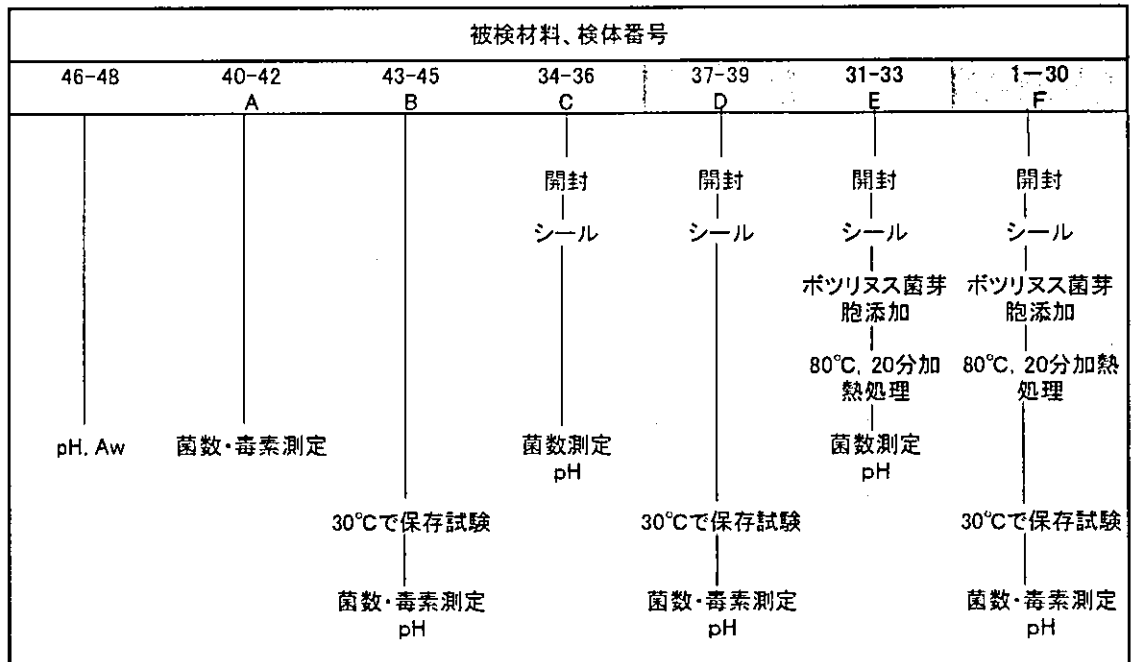 被検材料、検体番号
46-48 40-42 43-45 34-36 37-39 31-33 1-30
A B C D E F
開封 開封 開封 開封
シール シール シール シール
ボツリヌス菌芽 ボツリヌス菌芽
胞添加 胞添加
80℃, 20分加 80℃, 20分加熱
熱処理 処理
pH, Aw 菌数・毒素測定 菌数測定 菌数測定
pH pH
30℃で保存試験 30℃で保存試験 30℃で保存試験
菌数・毒素測定 菌数・毒素測定 菌数・毒素測定
pH pH pH